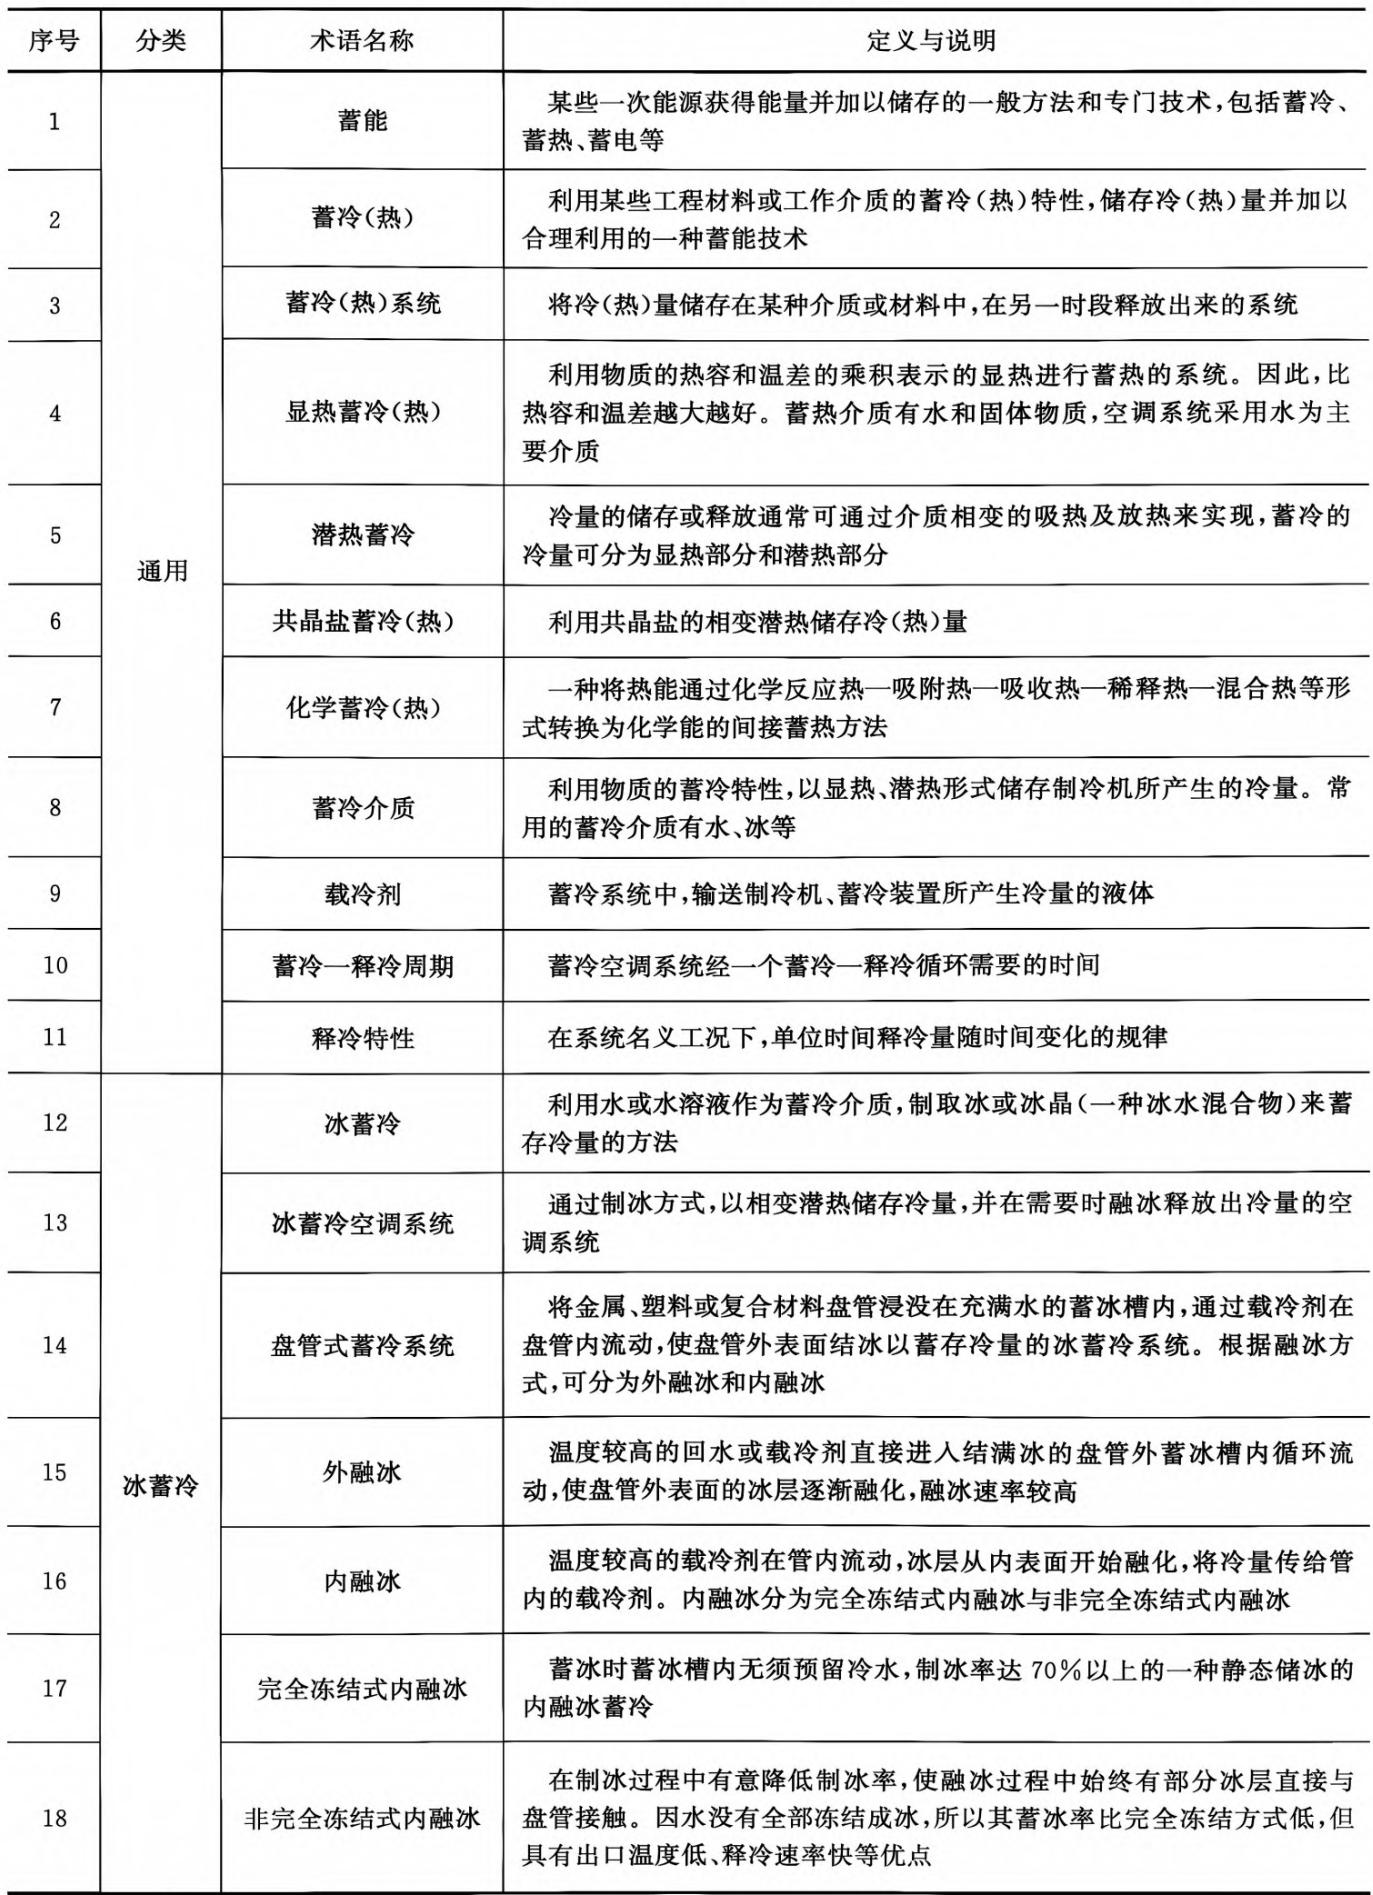 序号 分类 术语名称 定义与说明
1 蓄能 某些一次能源获得能量并加以储存的一般方法和专门技术,包括蓄冷、
蓄热、蓄电等
2 蓄冷(热) 利用某些工程材料或工作介质的蓄冷(热)特性,储存冷(热)量并加以
合理利用的一种蓄能技术
3 蓄冷(热)系统 将冷(热)量储存在某种介质或材料中,在另一时段释放出来的系统
4 显热蓄冷(热) 利用物质的热容和温差的乘积表示的显热进行蓄热的系统。因此,比
热容和温差越大越好。蓄热介质有水和固体物质,空调系统采用水为主
要介质
通用
5 潜热蓄冷 冷量的储存或释放通常可通过介质相变的吸热及放热来实现,蓄冷的
冷量可分为显热部分和潜热部分
6 共晶盐蓄冷(热) 利用共晶盐的相变潜热储存冷(热)量
7 化学蓄冷(热) 一种将热能通过化学反应热—吸附热—吸收热—稀释热—混合热等形
式转换为化学能的间接蓄热方法
8 蓄冷介质 利用物质的蓄冷特性,以显热、潜热形式储存制冷机所产生的冷量。常
用的蓄冷介质有水、冰等
9 载冷剂 蓄冷系统中,输送制冷机、蓄冷装置所产生冷量的液体
10 蓄冷—释冷周期 蓄冷空调系统经一个蓄冷—释冷循环需要的时间
11 释冷特性 在系统名义工况下,单位时间释冷量随时间变化的规律
12 冰蓄冷 利用水或水溶液作为蓄冷介质,制取冰或冰晶(一种冰水混合物)来蓄
存冷量的方法
13 冰蓄冷空调系统 通过制冰方式,以相变潜热储存冷量,并在需要时融冰释放出冷量的空
调系统
14 盘管式蓄冷系统 将金属、塑料或复合材料盘管浸没在充满水的蓄冰槽内,通过载冷剂在
盘管内流动,使盘管外表面结冰以蓄存冷量的冰蓄冷系统。根据融冰方
式,可分为外融冰和内融冰
冰蓄冷
15 外融冰 温度较高的回水或载冷剂直接进入结满冰的盘管外蓄冰槽内循环流
动,使盘管外表面的冰层逐渐融化,融冰速率较高
16 内融冰 温度较高的载冷剂在管内流动,冰层从内表面开始融化,将冷量传给管
内的载冷剂。内融冰分为完全冻结式内融冰与非完全冻结式内融冰
17 完全冻结式内融冰 蓄冰时蓄冰槽内无须预留冷水,制冰率达 70%以上的一种静态储冰的
内融冰蓄冷
18 非完全冻结式内融冰 在制冰过程中有意降低制冰率,使融冰过程中始终有部分冰层直接与
盘管接触。因水没有全部冻结成冰,所以其蓄冰率比完全冻结方式低,但
具有出口温度低、释冷速率快等优点